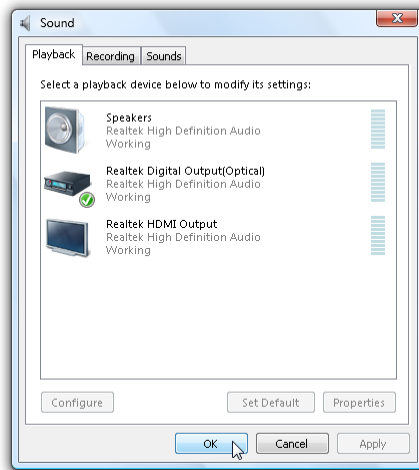 Sound
Playback Recording Sounds
Select a playback device below to modify its settings:
Speakers
Realtek High Definition Audio
Working
Realtek Digital Output(Optical)
Realtek High Definition Audio
Working
Realtek HDMI Output
Realtek High Definition Audio
Working
Configure Set Default Properties
OK Cancel Apply